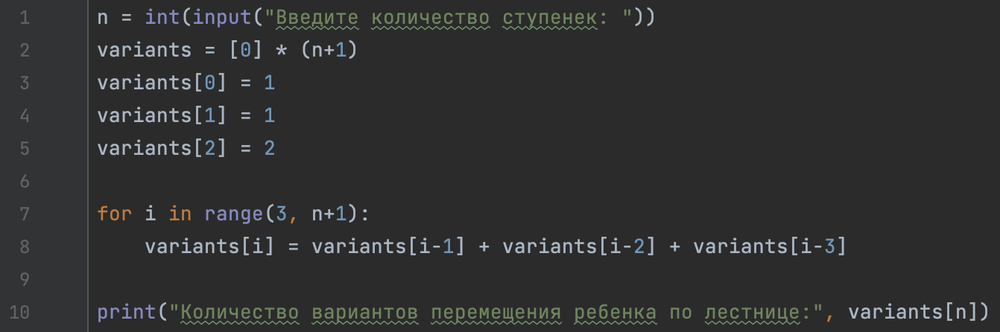 1 n = int(input("Введите количество ступенек: "))
2 variants = [0] * (n+1)
3 variants[0] = 1
4 variants[1] = 1
5 variants[2] = 2
6
7 for i in range(3, n+1):
8     variants[i] = variants[i-1] + variants[i-2] + variants[i-3]
9
10 print("Количество вариантов перемещения ребенка по лестнице:", variants[n])